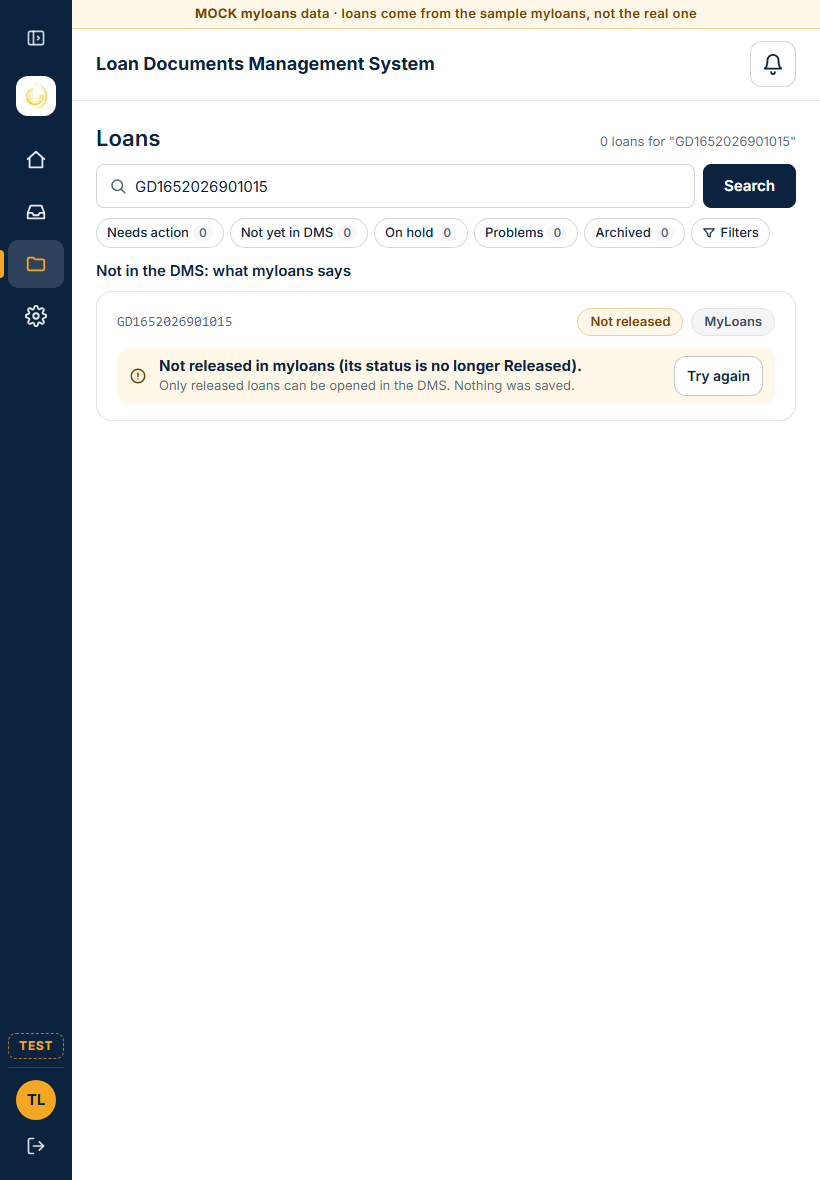 MOCK myloans data · loans come from the sample myloans, not the real one
Loan Documents Management System
Loans
0 loans for "GD1652026901015"
GD1652026901015
Search
Needs action 0
Not yet in DMS 0
On hold 0
Problems 0
Archived 0
Filters
Not in the DMS: what myloans says
GD1652026901015
Not released
MyLoans
Not released in myloans (its status is no longer Released).
Only released loans can be opened in the DMS. Nothing was saved.
Try again
TEST
TL